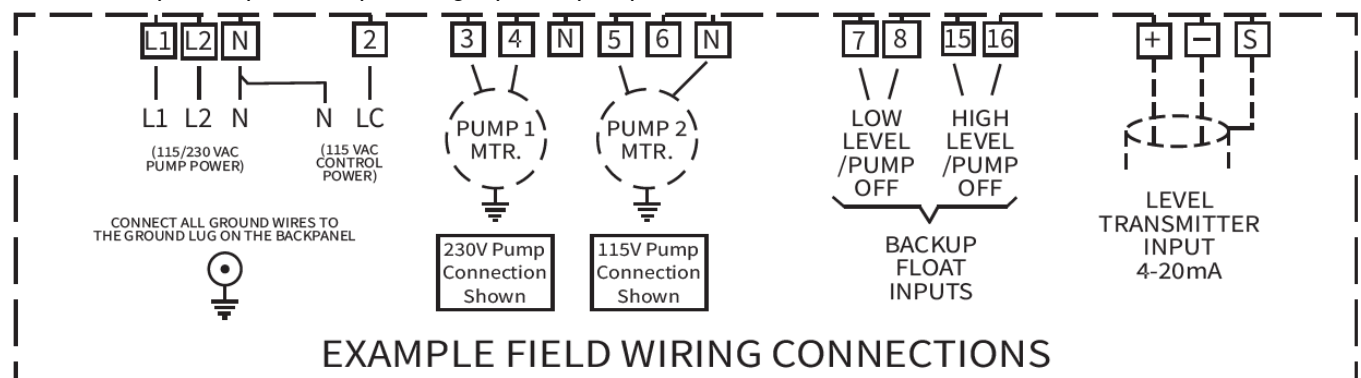 L1 L2 N 2 3 4 N 5 6 N 7 8 15 16 + − S
L1 L2 N N LC
(115/230 VAC
PUMP POWER)
(115 VAC
CONTROL
POWER)
PUMP 1
MTR.
PUMP 2
MTR.
LOW
LEVEL
/PUMP
OFF
HIGH
LEVEL
/PUMP
OFF
CONNECT ALL GROUND WIRES TO
THE GROUND LUG ON THE BACKPANEL
230V Pump
Connection
Shown
115V Pump
Connection
Shown
BACKUP
FLOAT
INPUTS
LEVEL
TRANSMITTER
INPUT
4-20mA
EXAMPLE FIELD WIRING CONNECTIONS